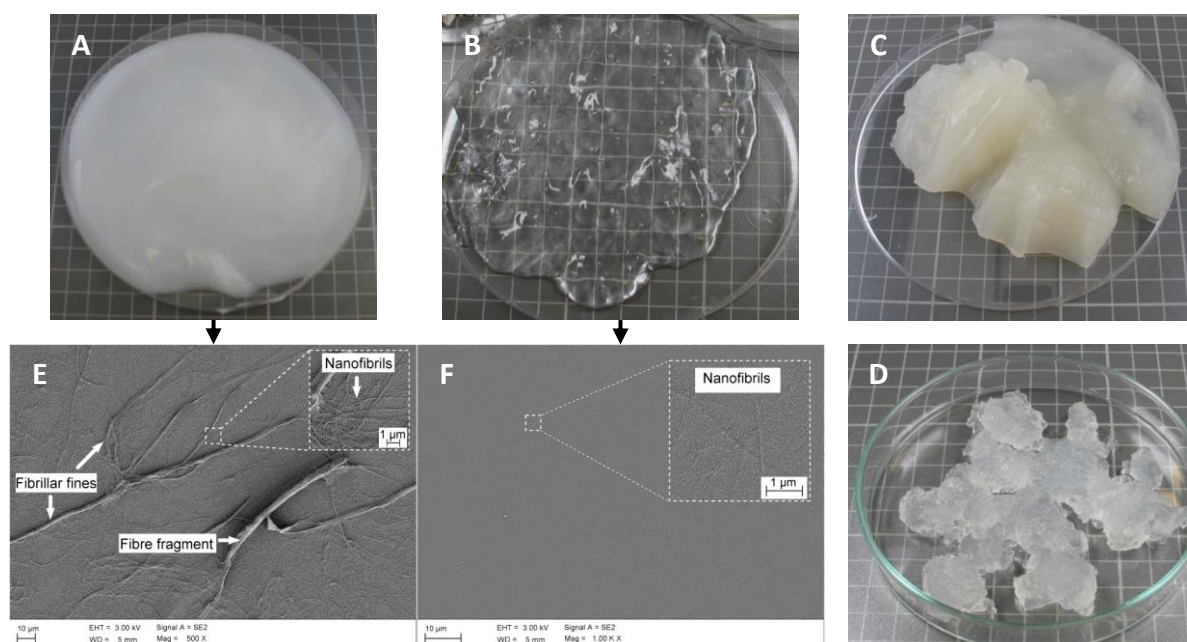 A
B
C
E
Nanofibrils
1 µm
Fibrillar fines
Fibre fragment
10 µm
EHT = 3.00 kV
Signal A = SE2
WD = 5 mm
Mag = 500 X
F
Nanofibrils
1 µm
10 µm
EHT = 3.00 kV
Signal A = SE2
WD = 5 mm
Mag = 1.00 K X
D